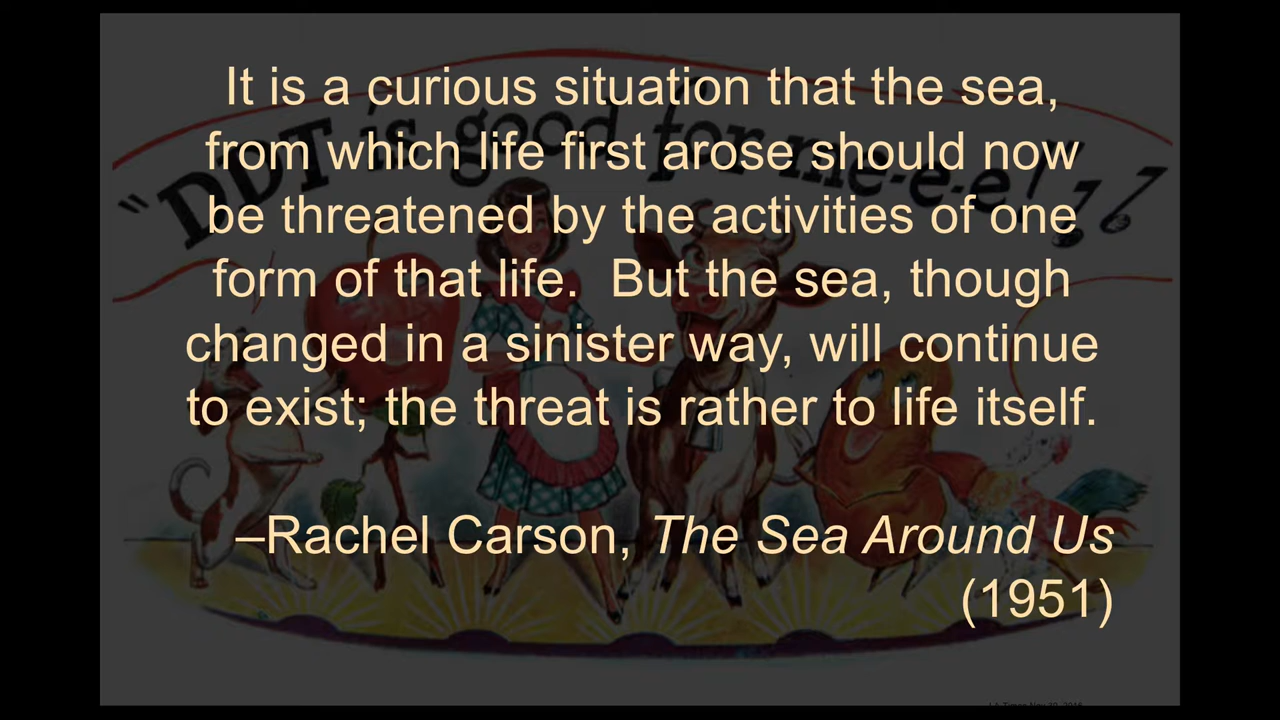 It is a curious situation that the sea,
from which life first arose should now
be threatened by the activities of one
form of that life.  But the sea, though
changed in a sinister way, will continue
to exist; the threat is rather to life itself.
–Rachel Carson, The Sea Around Us
(1951)
"DDT is good for me-e-e!"